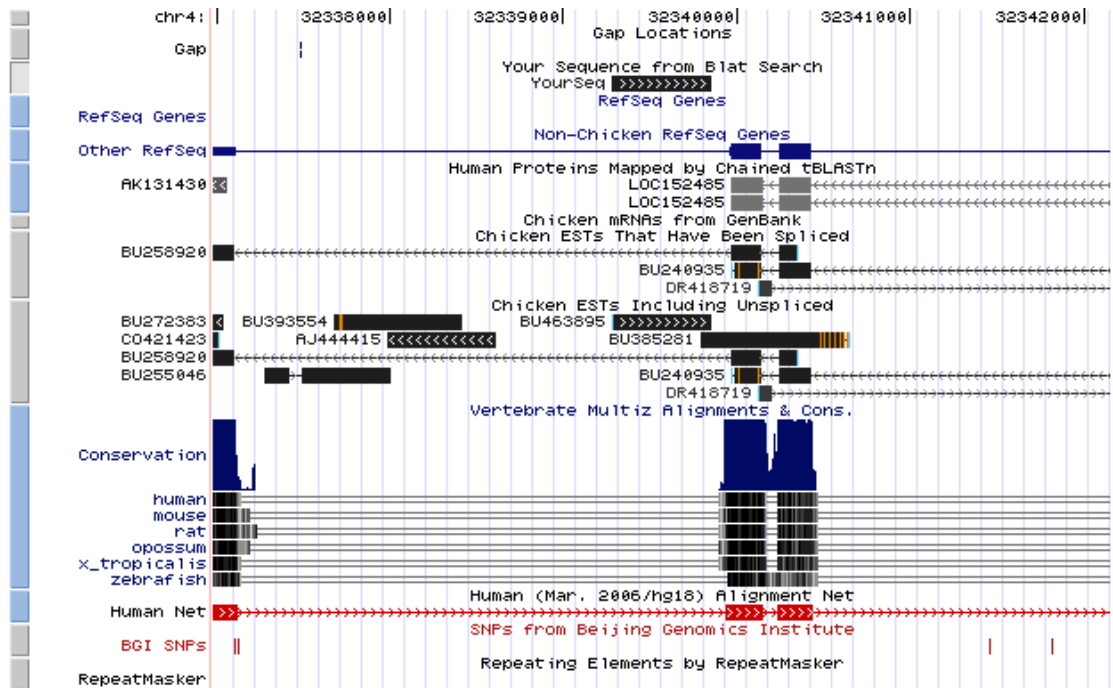 chr4: | 32338000| 32339000| 32340000| 32341000| 32342000|
Gap Locations
Gap
Your Sequence from Blat Search
YourSeq
RefSeq Genes
RefSeq Genes
Non-Chicken RefSeq Genes
Other RefSeq
Human Proteins Mapped by Chained tBLASTn
AK131430 LOC152485
LOC152485
Chicken mRNAs from GenBank
Chicken ESTs That Have Been Spliced
BU258920
BU240935
DR418719
Chicken ESTs Including Unspliced
BU272383 BU393554 BU463895
CO421423 AJ444415 BU385281
BU258920
BU255046 BU240935
DR418719
Vertebrate Multiz Alignments & Cons.
Conservation
human
mouse
rat
opossum
x_tropicalis
zebrafish
Human (Mar. 2006/hg18) Alignment Net
Human Net
SNPs from Beijing Genomics Institute
BGI SNPs
Repeating Elements by RepeatMasker
RepeatMasker